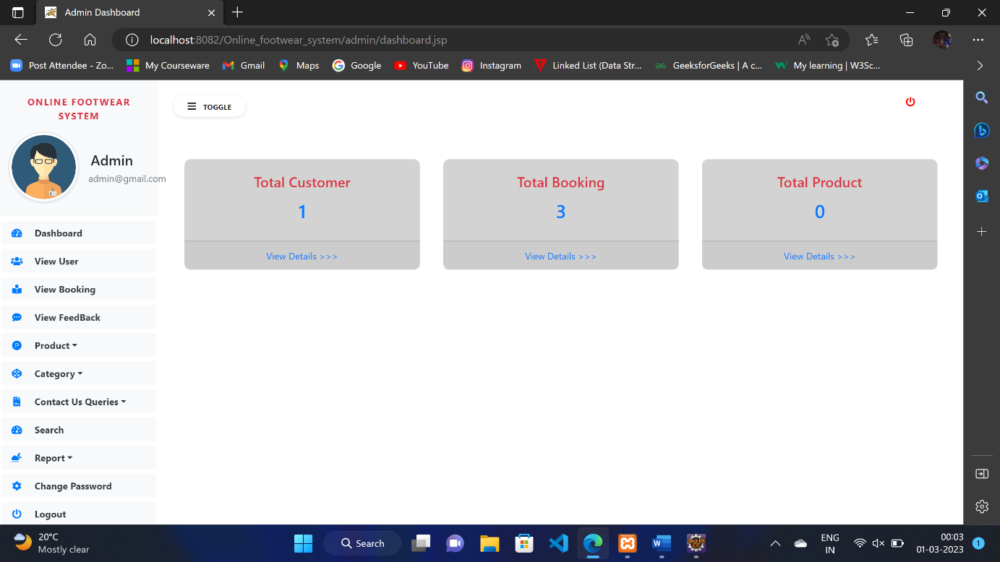 Admin Dashboard
localhost:8082/Online_footwear_system/admin/dashboard.jsp
Post Attendee - Zo... My Courseware Gmail Maps Google YouTube Instagram Linked List (Data Str... GeeksforGeeks | A c... My learning | W3Sc...
ONLINE FOOTWEAR
SYSTEM
Admin
admin@gmail.com
Dashboard
View User
View Booking
View FeedBack
Product
Category
Contact Us Queries
Search
Report
Change Password
Logout
TOGGLE
Total Customer
1
View Details >>>
Total Booking
3
View Details >>>
Total Product
0
View Details >>>
20°C
Mostly clear
Search
ENG
IN
00:03
01-03-2023
1